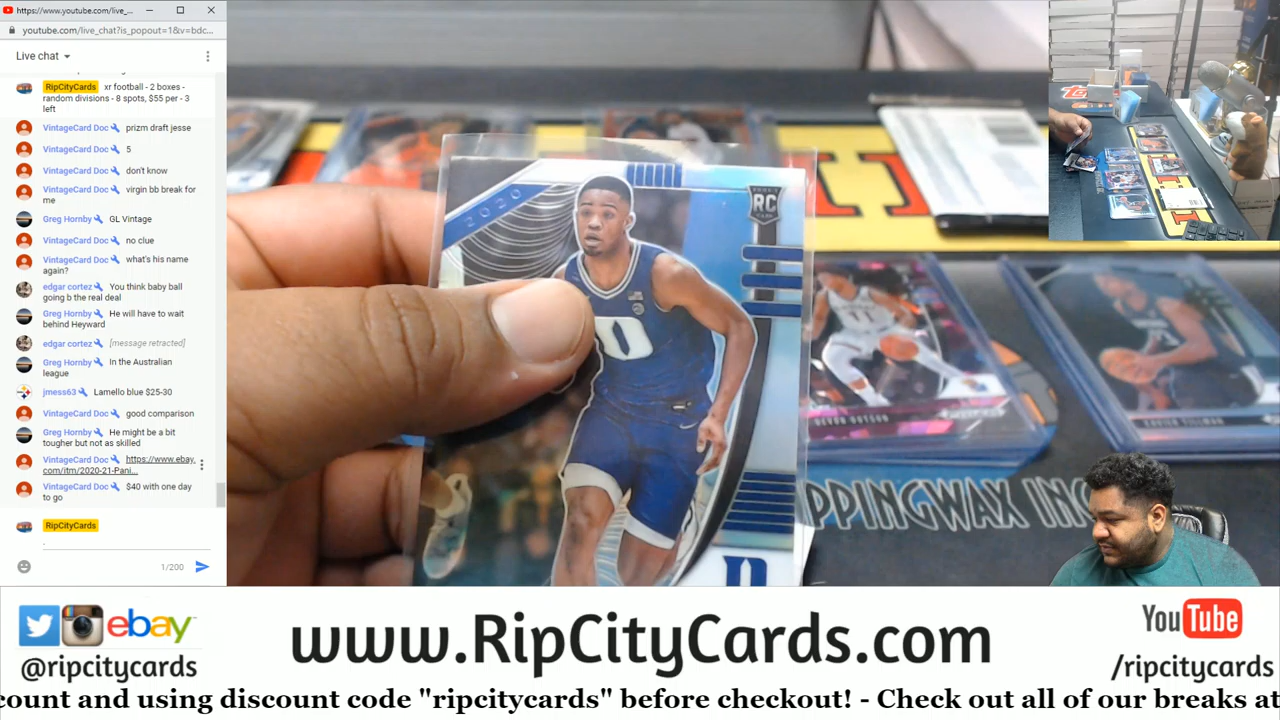 https://www.youtube.com/live_...
youtube.com/live_chat?is_popout=1&v=bdc...
Live chat
RipCityCards xr football - 2 boxes -
random divisions - 8 spots, $55 per - 3
left
VintageCard Doc prizm draft jesse
VintageCard Doc 5
VintageCard Doc don't know
VintageCard Doc virgin bb break for
me
Greg Hornby GL Vintage
VintageCard Doc no clue
VintageCard Doc what's his name
again?
edgar cortez You think baby ball
going the real deal
Greg Hornby He will have to wait
behind Heyward
edgar cortez [message retracted]
Greg Hornby In the Australian
league
jmess63 Lamello blue $25-30
VintageCard Doc good comparison
Greg Hornby He might be a bit
tougher but not as skilled
VintageCard Doc https://www.ebay.
com/itm/2020-21-Pani...
VintageCard Doc $40 with one day
to go
RipCityCards
.
1/200
2020
RC
D
11
XAVIER TILLMAN
PPINGWAX INC
ebay
@ripcitycards
www.RipCityCards.com
YouTube
/ripcitycards
count and using discount code "ripcitycards" before checkout! - Check out all of our breaks at